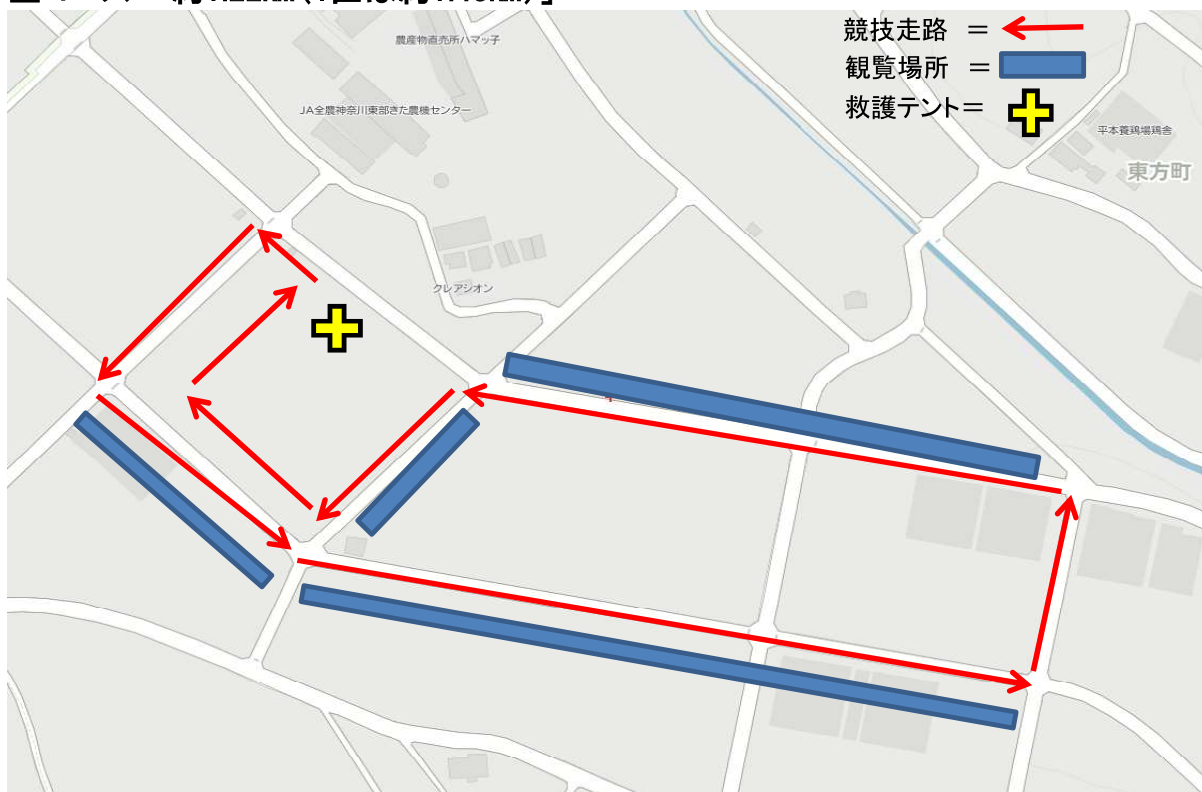 競技走路 =
農産物直売所ハマッ子
観覧場所 =
JA全農神奈川東部きた農機センター
救護テント=
平本養鶏場鶏舎
東方町
クレアシオン